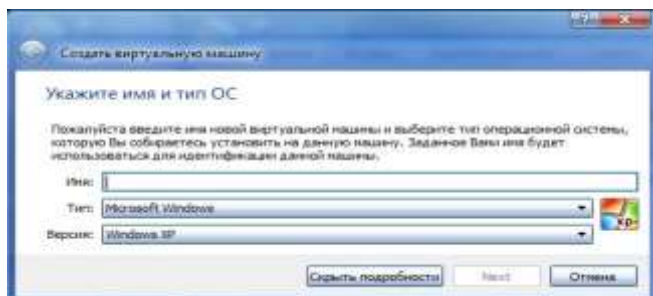 Создать виртуальную машину
Укажите имя и тип ОС
Пожалуйста введите имя новой виртуальной машины и выберите тип операционной системы,
которую Вы собираетесь установить на данную машину. Заданное Вами имя будет
использоваться для идентификации данной машины.
Имя:
Тип: Microsoft Windows
Версия: Windows XP
xp
Скрыть подробности Next Отмена